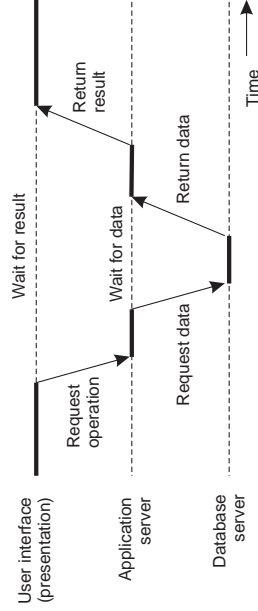 User interface
(presentation)
Wait for result
Request
operation
Return
result
Application
server
Wait for data
Request data
Return data
Database
server
Time